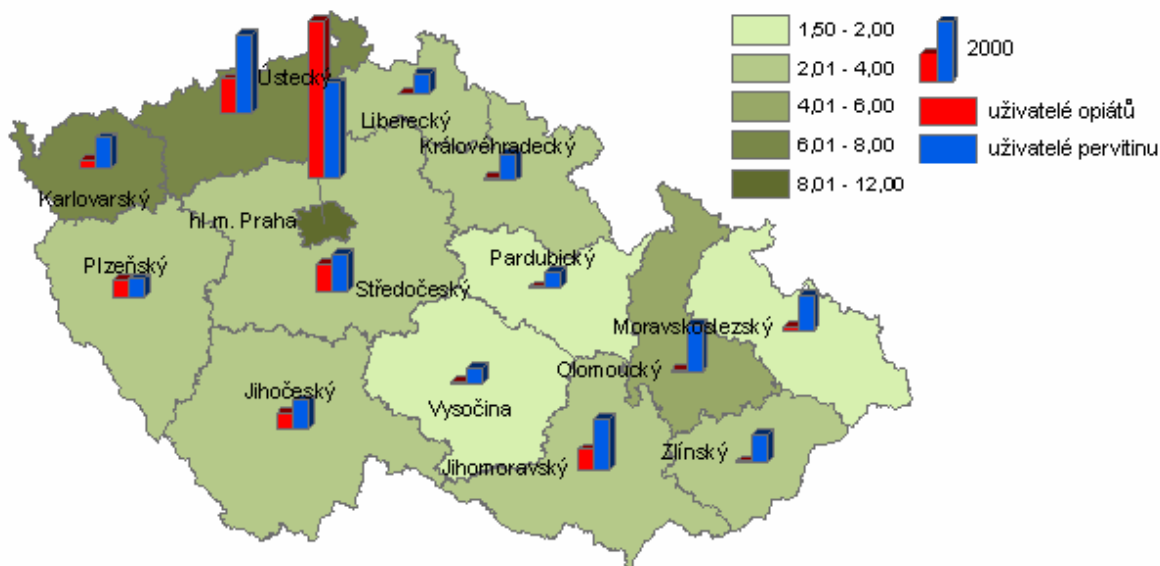 1,50 - 2,00
2,01 - 4,00
4,01 - 6,00
6,01 - 8,00
8,01 - 12,00
2000
uživatelé opiátů
uživatelé pervitinu
Ústecký
Liberecký
Královéhradecký
Karlovarský
hl.m. Praha
Plzeňský
Středočeský
Pardubický
Moravskoslezský
Olomoucký
Jihočeský
Vysočina
Jihomoravský
Zlínský